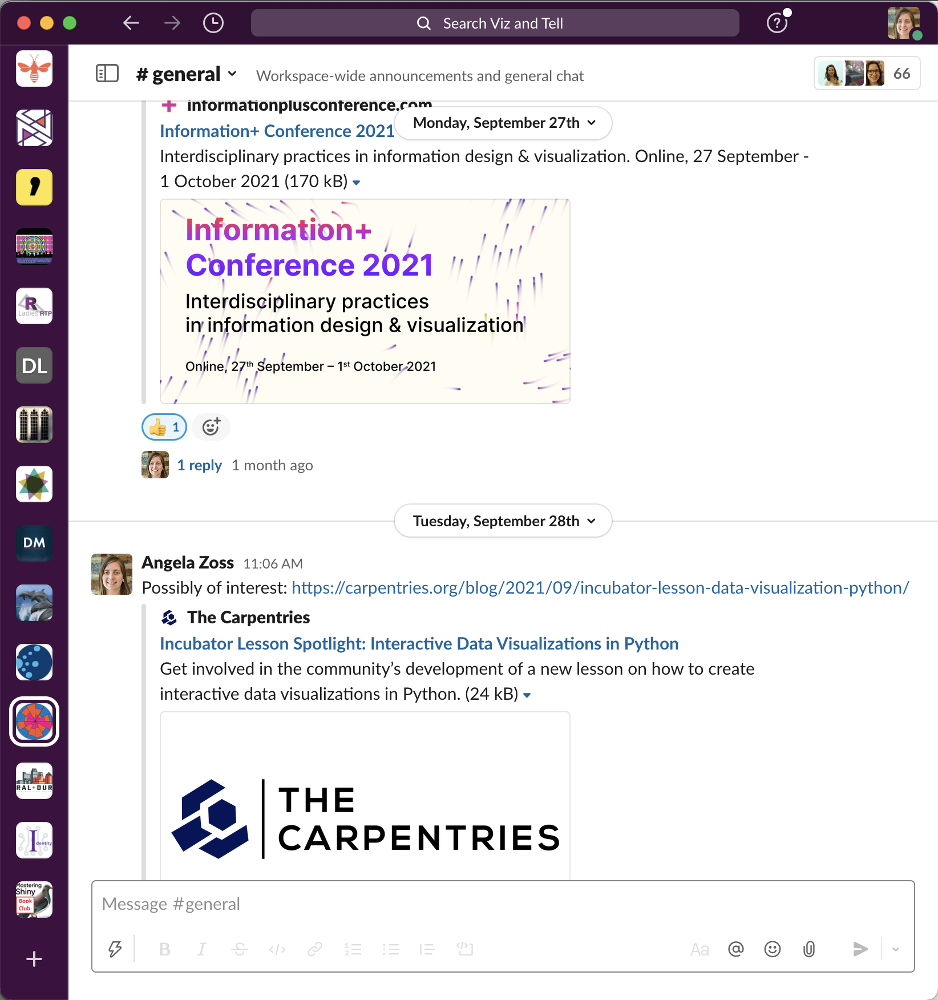 Search Viz and Tell
# general
Workspace-wide announcements and general chat
66
informationplusconference.com
Monday, September 27th
Information+ Conference 2021
Interdisciplinary practices in information design & visualization. Online, 27 September -
1 October 2021 (170 kB)
Information+
Conference 2021
Interdisciplinary practices
in information design & visualization
Online, 27th September – 1st October 2021
1
1 reply 1 month ago
Tuesday, September 28th
Angela Zoss 11:06 AM
Possibly of interest: https://carpentries.org/blog/2021/09/incubator-lesson-data-visualization-python/
The Carpentries
Incubator Lesson Spotlight: Interactive Data Visualizations in Python
Get involved in the community’s development of a new lesson on how to create
interactive data visualizations in Python. (24 kB)
THE
CARPENTRIES
Message #general
B I S
Aa @
R
Ladies RTP
DL
DM
RAL+DUR
Identity
Mastering
Shiny
Book
Club